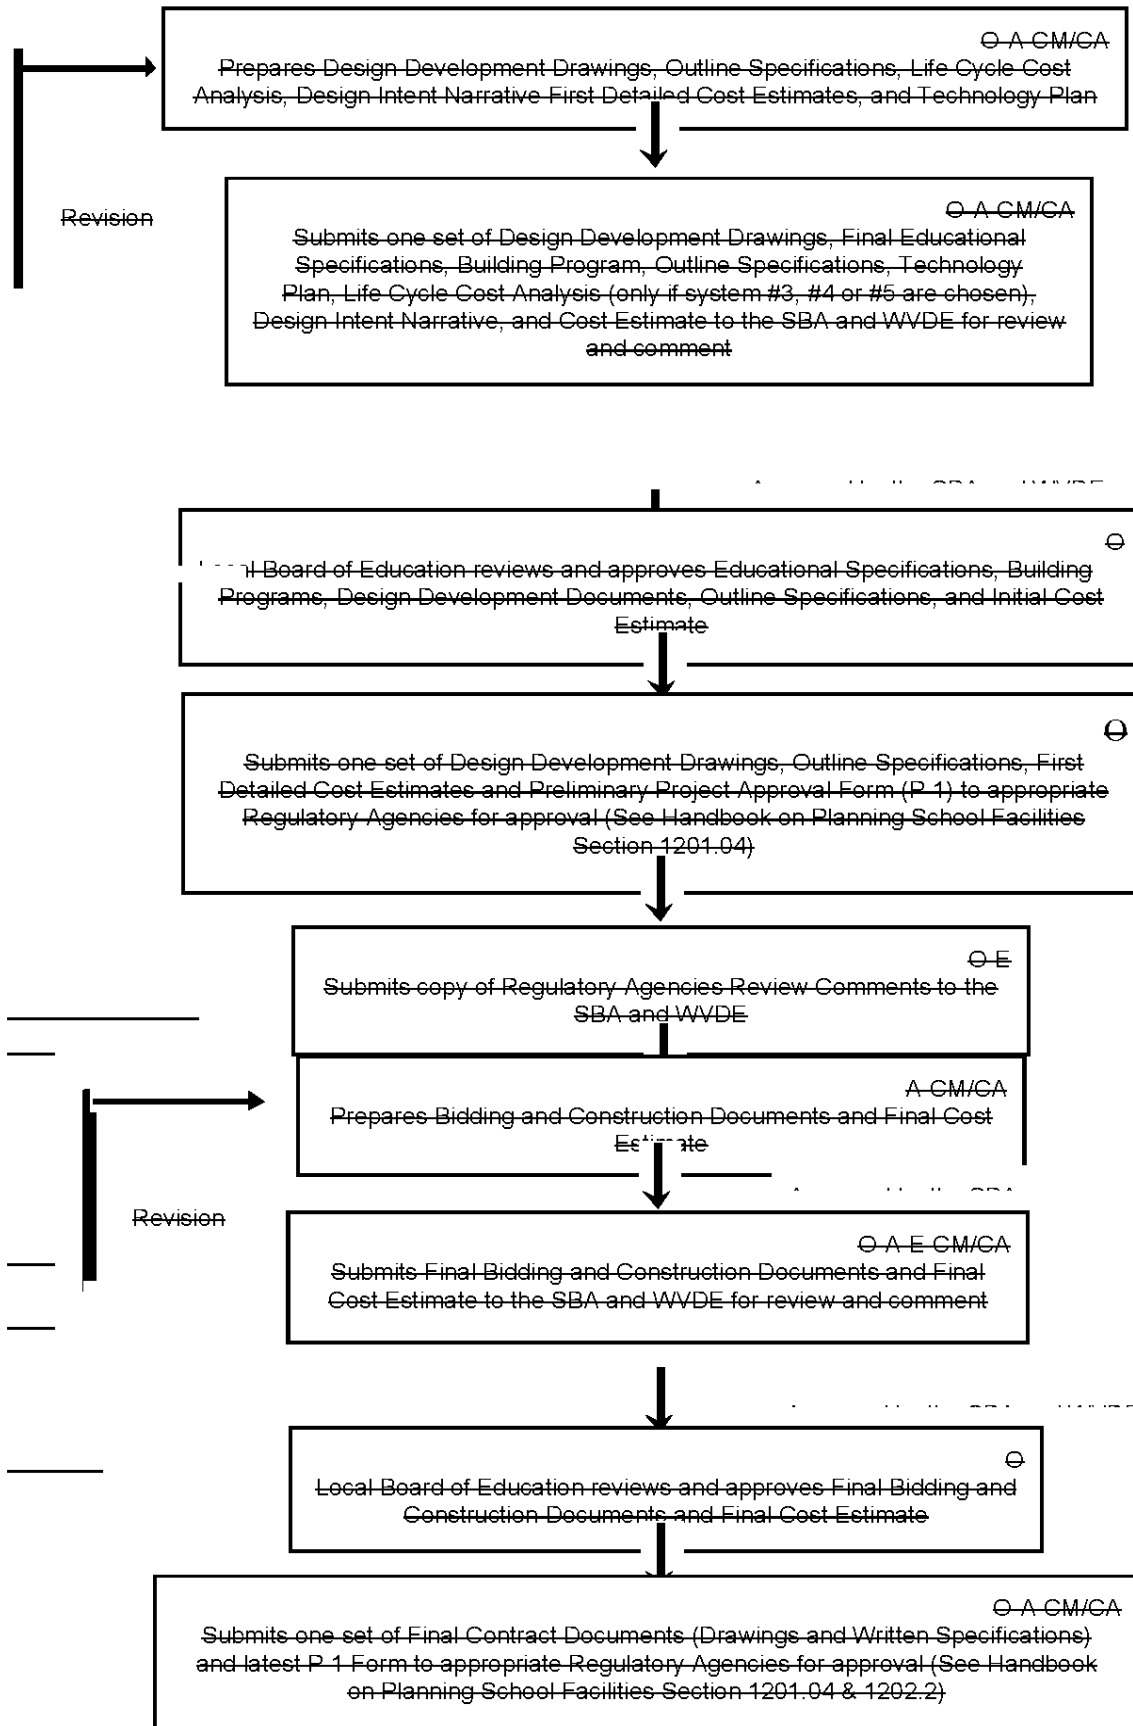 O A CM/CA
Prepares Design Development Drawings, Outline Specifications, Life Cycle Cost
Analysis, Design Intent Narrative First Detailed Cost Estimates, and Technology Plan
Revision
O A CM/CA
Submits one set of Design Development Drawings, Final Educational
Specifications, Building Program, Outline Specifications, Technology
Plan, Life Cycle Cost Analysis (only if system #3, #4 or #5 are chosen),
Design Intent Narrative, and Cost Estimate to the SBA and WVDE for review
and comment
O
Board of Education reviews and approves Educational Specifications, Building
Programs, Design Development Documents, Outline Specifications, and Initial Cost
Estimate
O
Submits one set of Design Development Drawings, Outline Specifications, First
Detailed Cost Estimates and Preliminary Project Approval Form (P 1) to appropriate
Regulatory Agencies for approval (See Handbook on Planning School Facilities
Section 1201.04)
O E
Submits copy of Regulatory Agencies Review Comments to the
SBA and WVDE
A CM/CA
Prepares Bidding and Construction Documents and Final Cost
Estimate
Revision
O A E CM/CA
Submits Final Bidding and Construction Documents and Final
Cost Estimate to the SBA and WVDE for review and comment
O
Local Board of Education reviews and approves Final Bidding and
Construction Documents and Final Cost Estimate
O A CM/CA
Submits one set of Final Contract Documents (Drawings and Written Specifications)
and latest P 1 Form to appropriate Regulatory Agencies for approval (See Handbook
on Planning School Facilities Section 1201.04 & 1202.2)